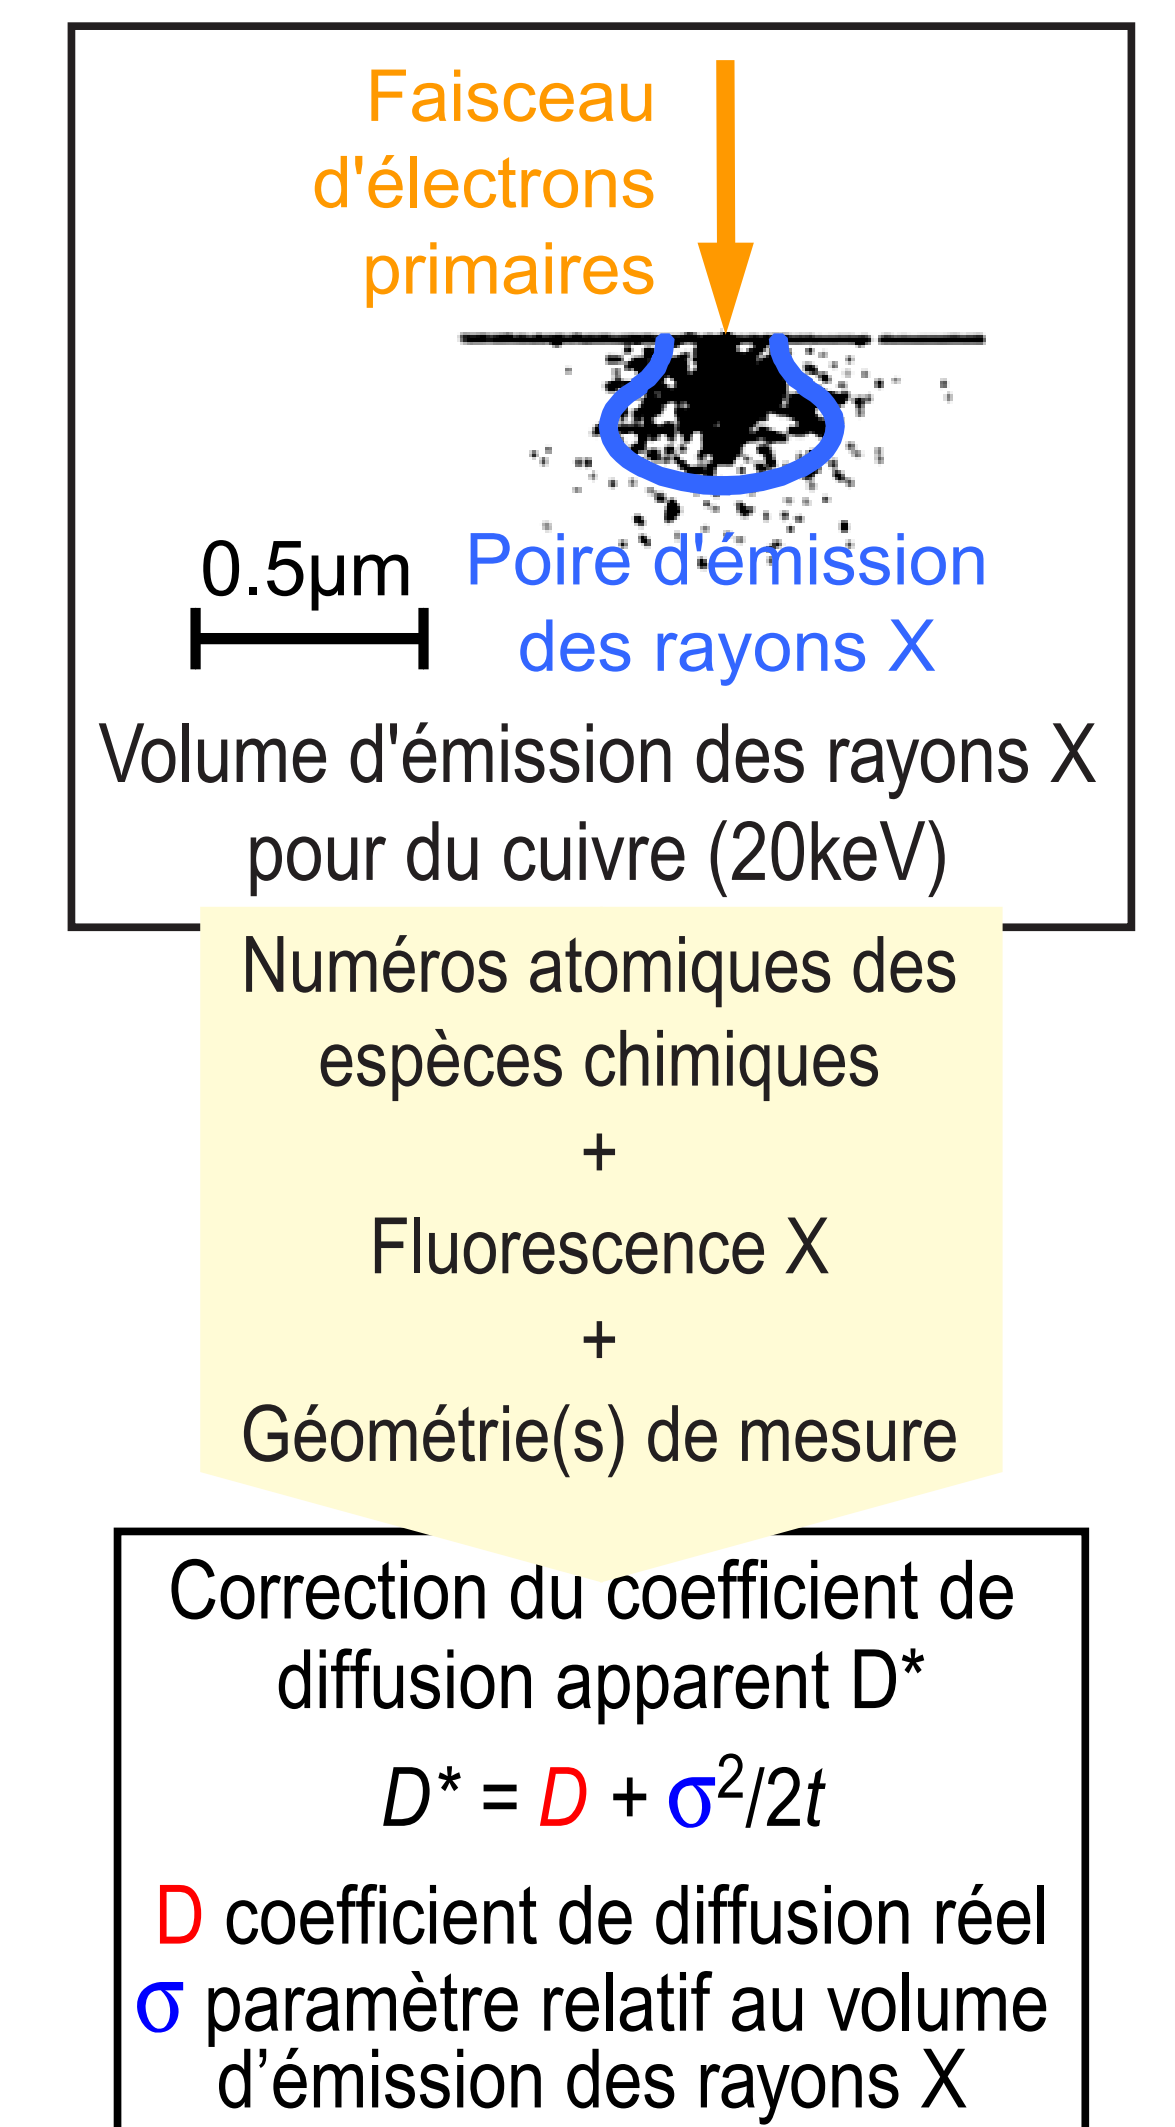 Faisceau
d'électrons
primaires
0.5µm
Poire d'émission
des rayons X
Volume d'émission des rayons X
pour du cuivre (20keV)
Numéros atomiques des
espèces chimiques
+
Fluorescence X
+
Géométrie(s) de mesure
Correction du coefficient de
diffusion apparent D*
D* = D + σ²/2t
D coefficient de diffusion réel
σ paramètre relatif au volume
d’émission des rayons X